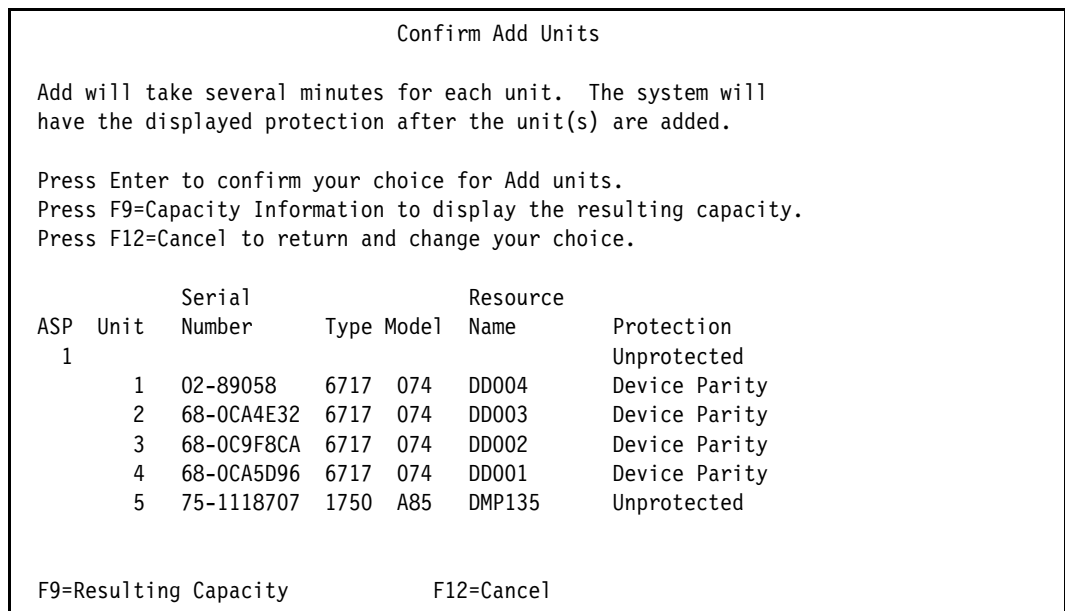 Confirm Add Units
Add will take several minutes for each unit. The system will
have the displayed protection after the unit(s) are added.
Press Enter to confirm your choice for Add units.
Press F9=Capacity Information to display the resulting capacity.
Press F12=Cancel to return and change your choice.
Serial Resource
ASP Unit Number Type Model Name Protection
1 Unprotected
1 02-89058 6717 074 DD004 Device Parity
2 68-0CA4E32 6717 074 DD003 Device Parity
3 68-0C9F8CA 6717 074 DD002 Device Parity
4 68-0CA5D96 6717 074 DD001 Device Parity
5 75-1118707 1750 A85 DMP135 Unprotected
F9=Resulting Capacity F12=Cancel